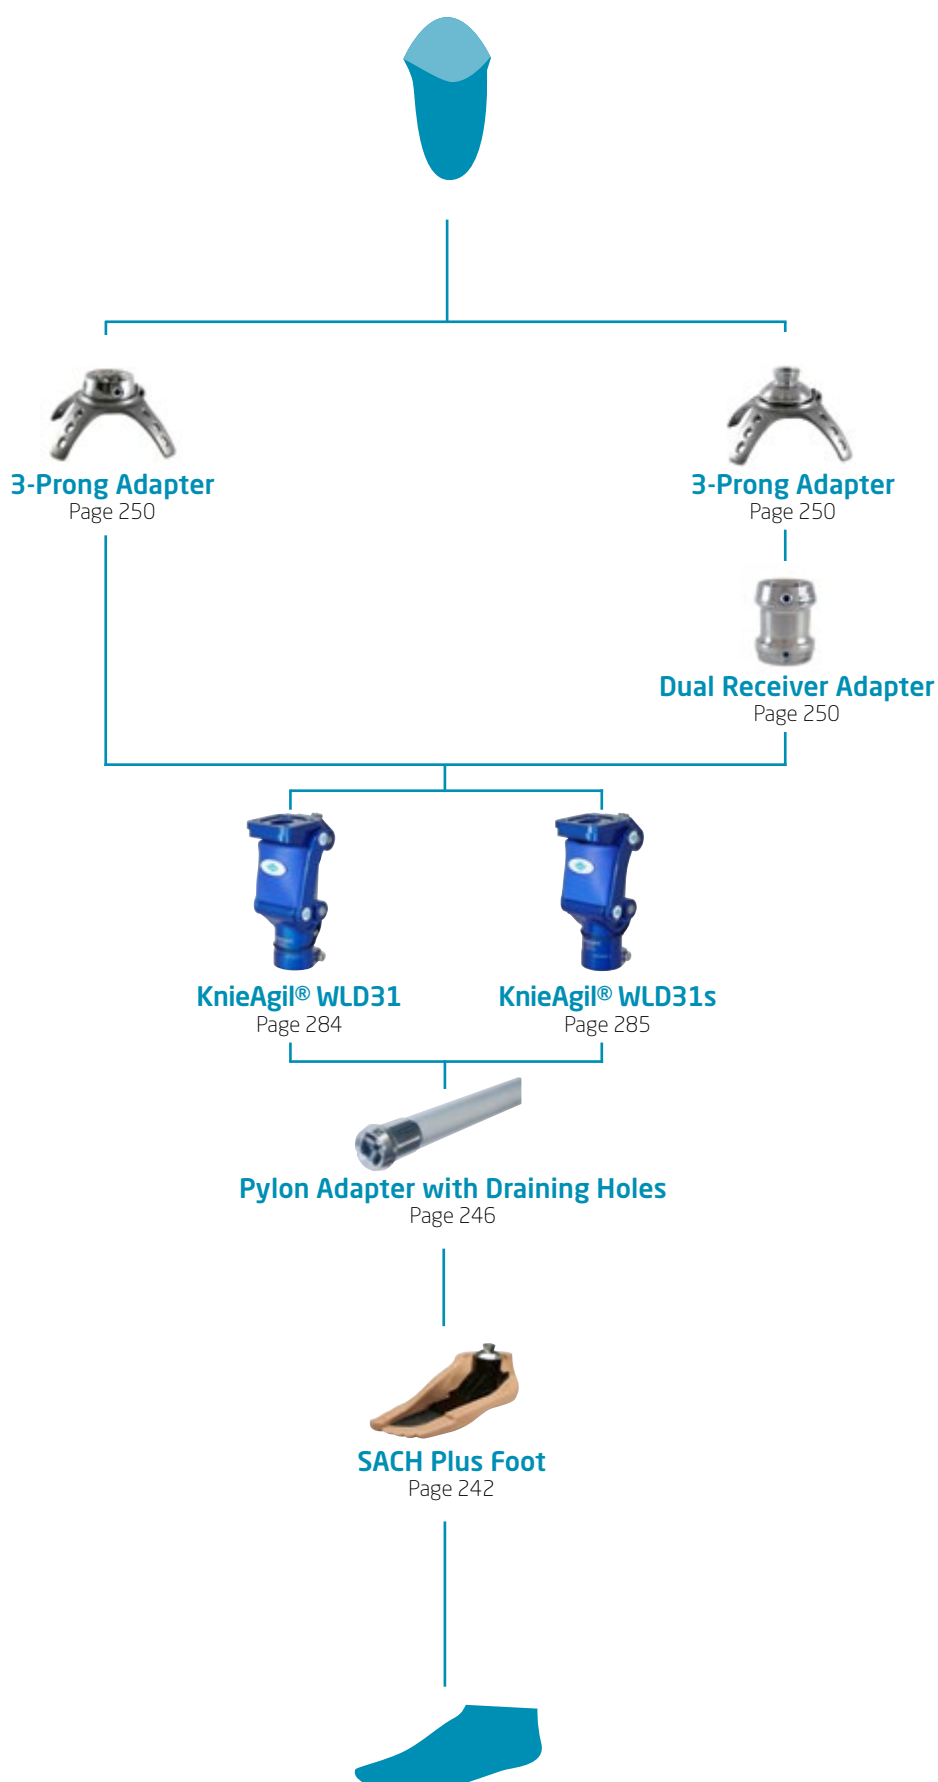 3-Prong Adapter
Page 250
3-Prong Adapter
Page 250
Dual Receiver Adapter
Page 250
KnieAgil® WLD31
Page 284
KnieAgil® WLD31s
Page 285
Pylon Adapter with Draining Holes
Page 246
SACH Plus Foot
Page 242